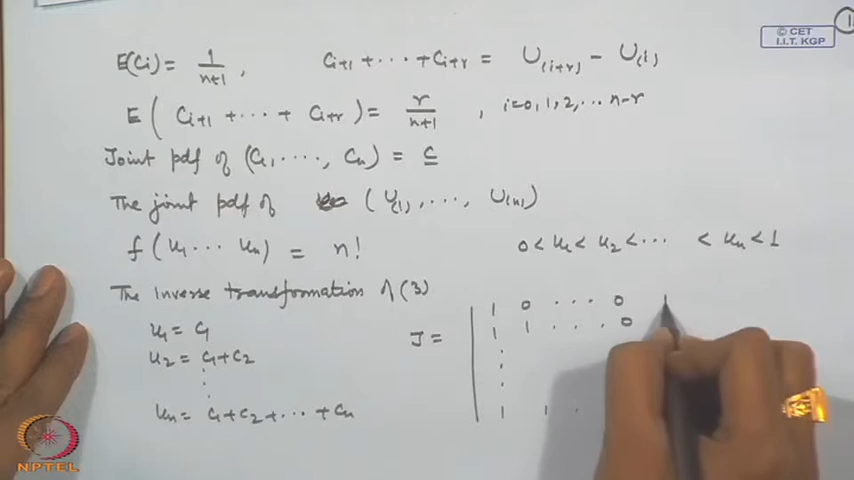 © CET
I.I.T. KGP
E(Ci) = 1/(n+1) , Ci+1 + ... + Ci+r = U(i+r) - U(i)
E( Ci+1 + ... + Ci+r ) = r/(n+1) , i=0,1,2,... n-r
Joint pdf of (C1, ..., Cn) = C
The joint pdf of (U(1), ..., U(n))
f(u1 ... un) = n! 0 < u1 < u2 < ... < un < 1
The inverse transformation of (3)
u1 = C1 J = | 1 0 ... 0
u2 = C1 + C2 1 1 ... 0
⋮
un = C1 + C2 + ... + Cn 1 1 .
NPTEL